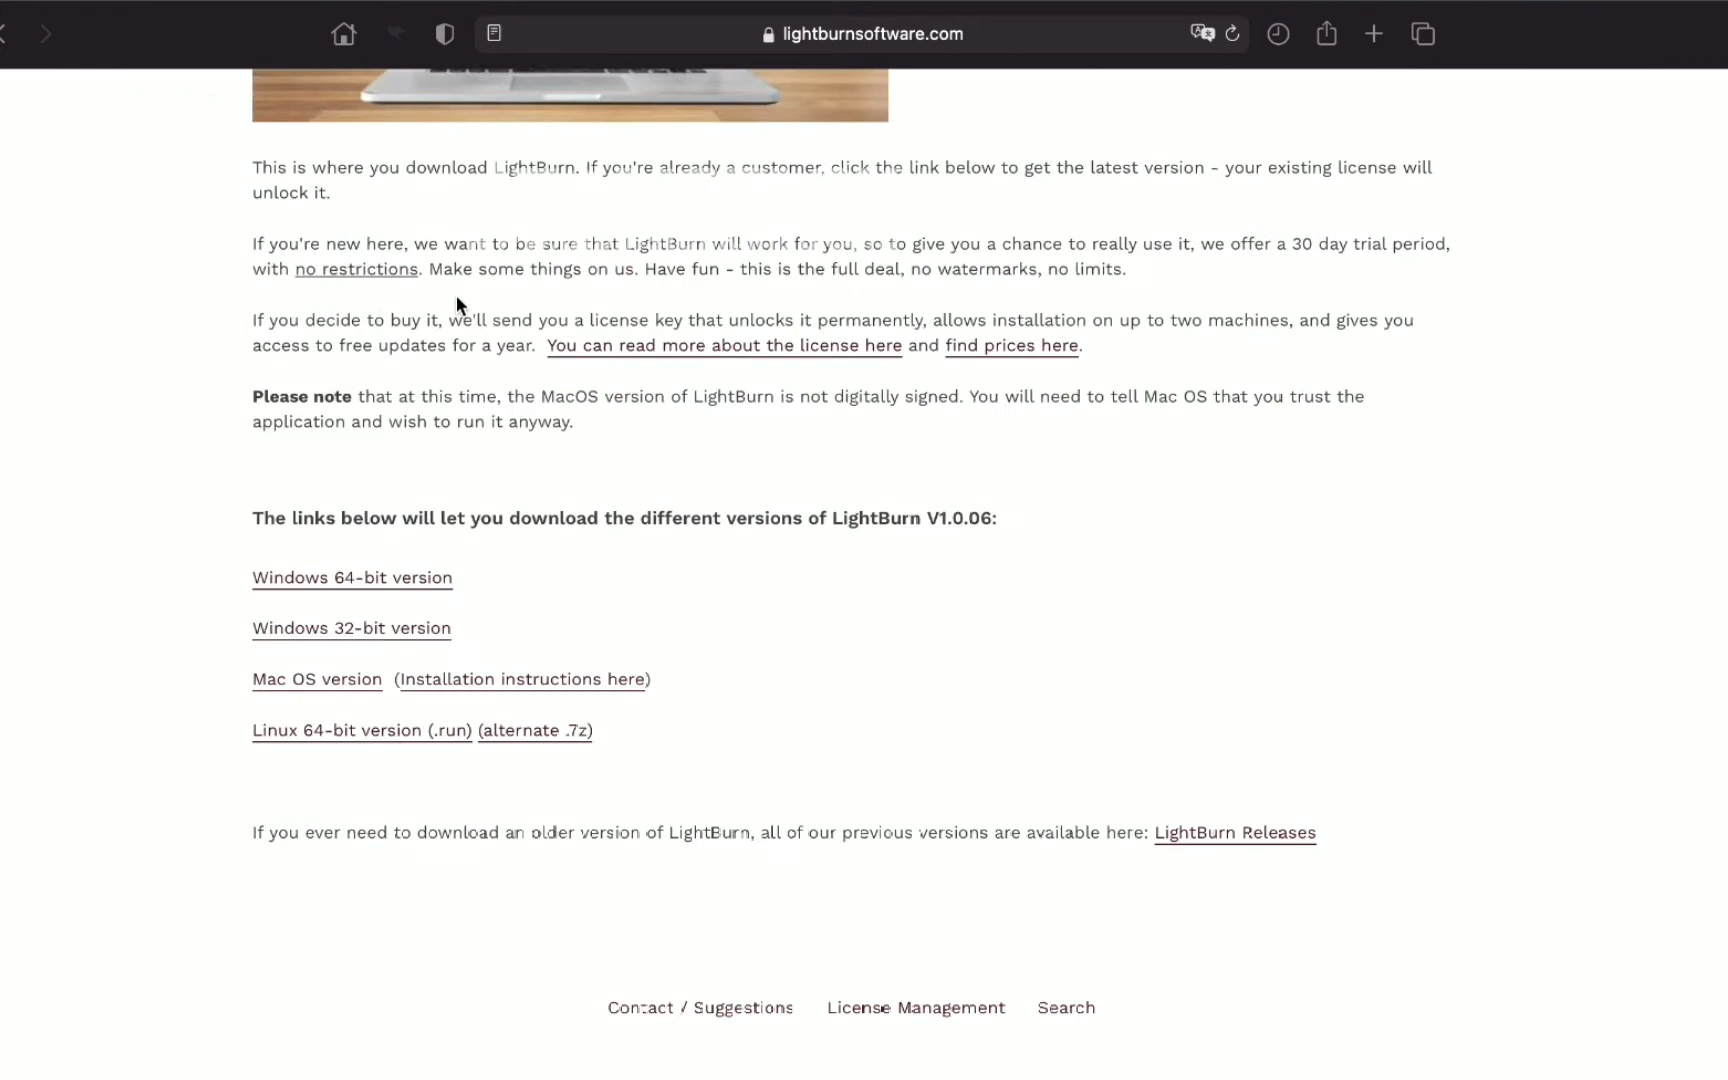 lightburnsoftware.com
This is where you download LightBurn. If you're already a customer, click the link below to get the latest version - your existing license will
unlock it.
If you're new here, we want to be sure that LightBurn will work for you, so to give you a chance to really use it, we offer a 30 day trial period,
with no restrictions. Make some things on us. Have fun - this is the full deal, no watermarks, no limits.
If you decide to buy it, we'll send you a license key that unlocks it permanently, allows installation on up to two machines, and gives you
access to free updates for a year. You can read more about the license here and find prices here.
Please note that at this time, the MacOS version of LightBurn is not digitally signed. You will need to tell Mac OS that you trust the
application and wish to run it anyway.
The links below will let you download the different versions of LightBurn V1.0.06:
Windows 64-bit version
Windows 32-bit version
Mac OS version (Installation instructions here)
Linux 64-bit version (.run) (alternate .7z)
If you ever need to download an older version of LightBurn, all of our previous versions are available here: LightBurn Releases
Contact / Suggestions License Management Search